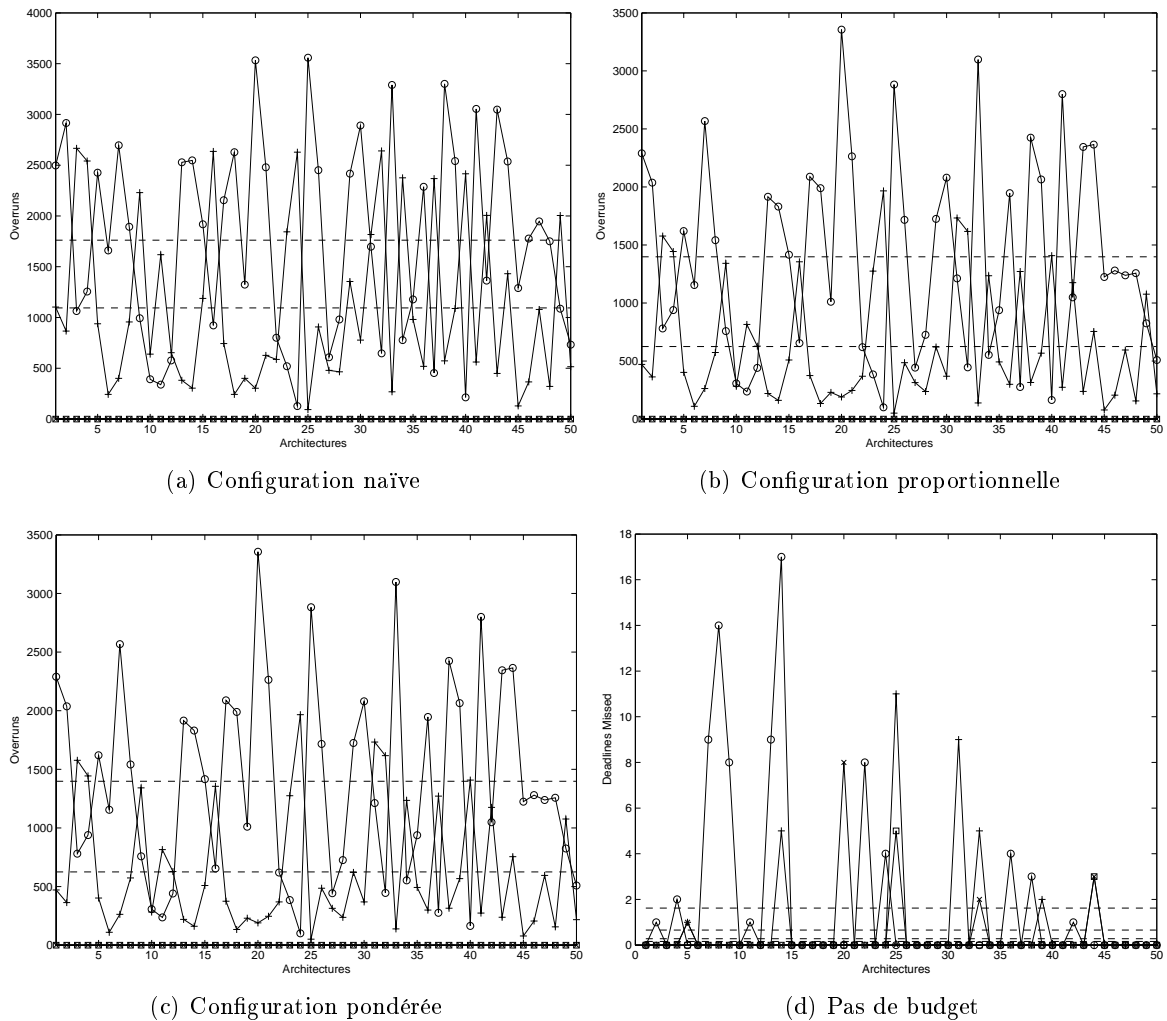 4000
3500
3000
2500
2000
1500
1000
500
0
Overruns
5 10 15 20 25 30 35 40 45 50
Architectures
(a) Configuration naïve
3500
3000
2500
2000
1500
1000
500
0
Overruns
5 10 15 20 25 30 35 40 45 50
Architectures
(b) Configuration proportionnelle
3500
3000
2500
2000
1500
1000
500
0
Overruns
5 10 15 20 25 30 35 40 45 50
Architectures
(c) Configuration pondérée
18
16
14
12
10
8
6
4
2
0
Deadlines Missed
0 5 10 15 20 25 30 35 40 45 50
Architectures
(d) Pas de budget